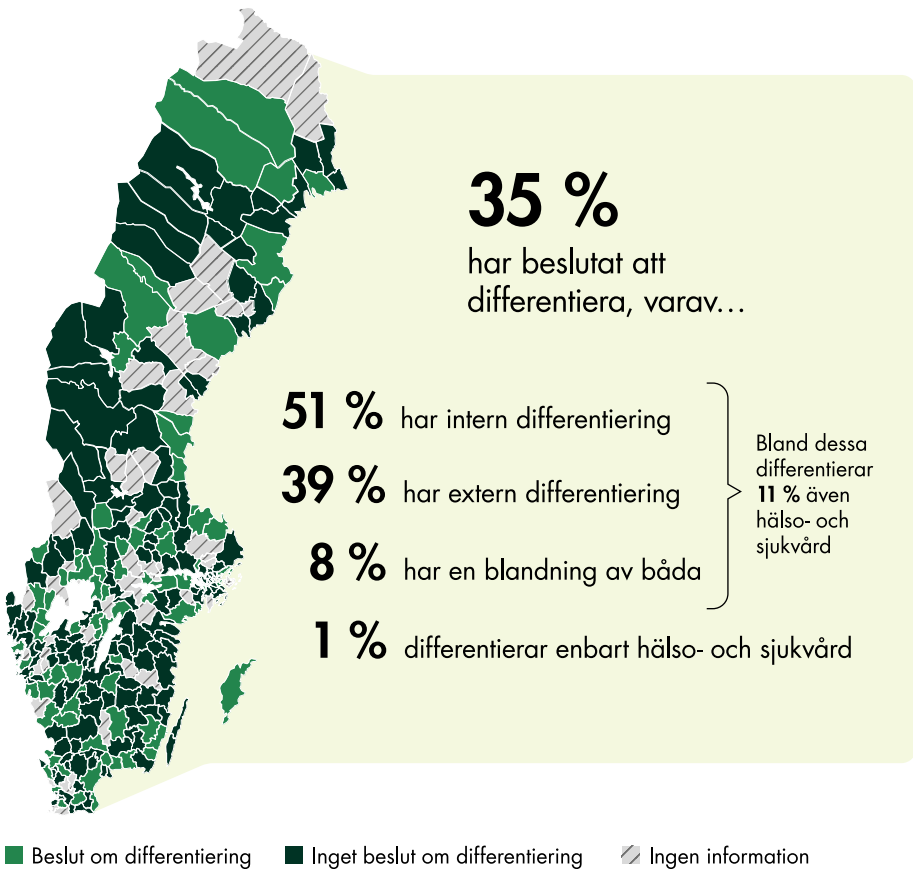 35 %
har beslutat att
differentiera, varav...
51 % har intern differentiering
39 % har extern differentiering
8 % har en blandning av båda
Bland dessa
differentierar
11 % även
hälso- och
sjukvård
1 % differentierar enbart hälso- och sjukvård
Beslut om differentiering
Inget beslut om differentiering
Ingen information